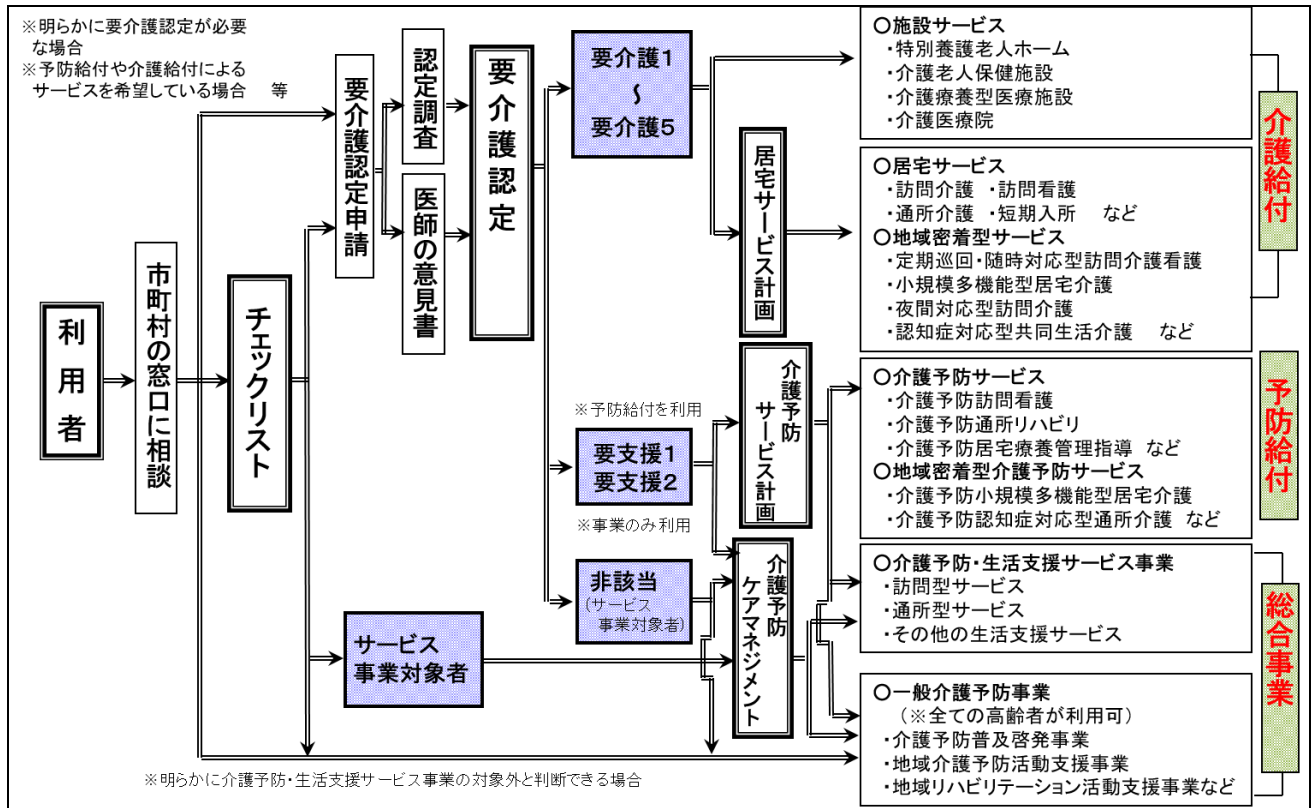 ※明らかに要介護認定が必要
な場合
※予防給付や介護給付による
サービスを希望している場合 等
利用者
市町村の窓口に相談
チェックリスト
要介護認定申請
認定調査
医師の意見書
要介護認定
要介護1
~
要介護5
※予防給付を利用
要支援1
要支援2
※事業のみ利用
非該当
(サービス
事業対象者)
サービス
事業対象者
居宅サービス計画
介護予防
サービス計画
介護予防
ケアマネジメント
○施設サービス
・特別養護老人ホーム
・介護老人保健施設
・介護療養型医療施設
・介護医療院
○居宅サービス
・訪問介護 ・訪問看護
・通所介護 ・短期入所 など
○地域密着型サービス
・定期巡回・随時対応型訪問介護看護
・小規模多機能型居宅介護
・夜間対応型訪問介護
・認知症対応型共同生活介護 など
介護給付
○介護予防サービス
・介護予防訪問看護
・介護予防通所リハビリ
・介護予防居宅療養管理指導 など
○地域密着型介護予防サービス
・介護予防小規模多機能型居宅介護
・介護予防認知症対応型通所介護 など
予防給付
○介護予防・生活支援サービス事業
・訪問型サービス
・通所型サービス
・その他の生活支援サービス
○一般介護予防事業
(※全ての高齢者が利用可)
・介護予防普及啓発事業
・地域介護予防活動支援事業
・地域リハビリテーション活動支援事業など
総合事業
※明らかに介護予防・生活支援サービス事業の対象外と判断できる場合